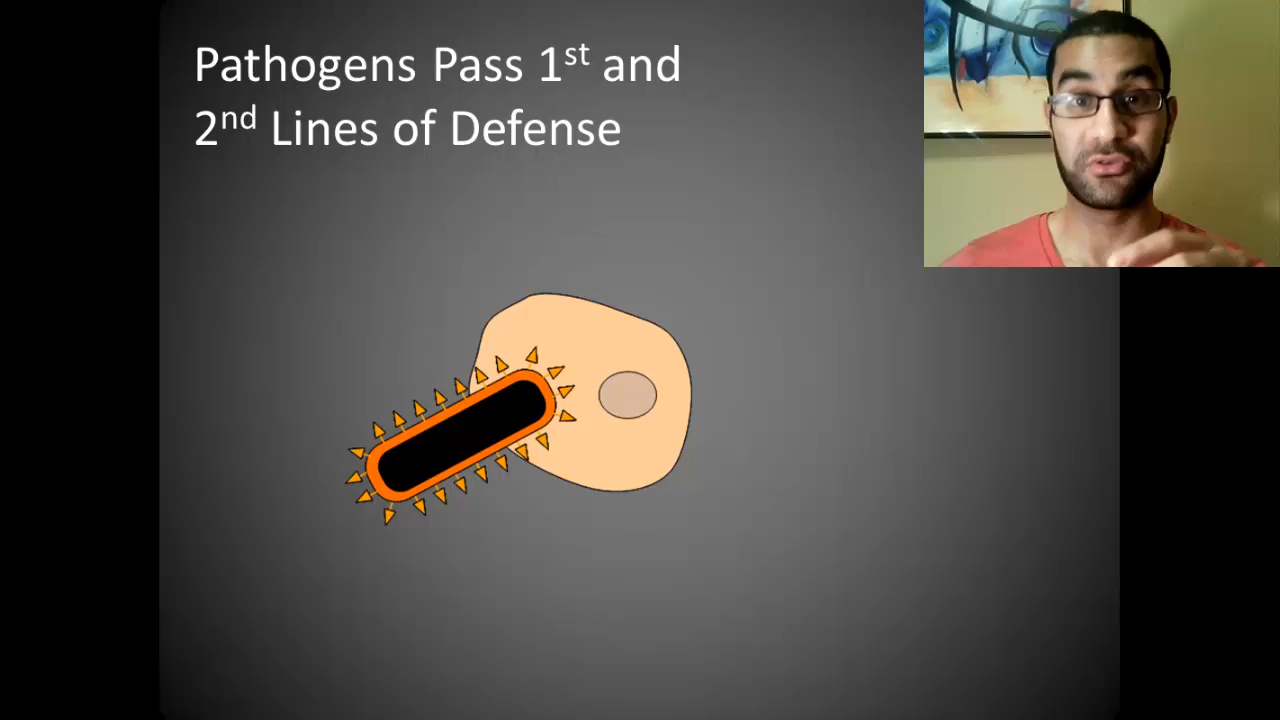 Pathogens Pass 1st and
2nd Lines of Defense